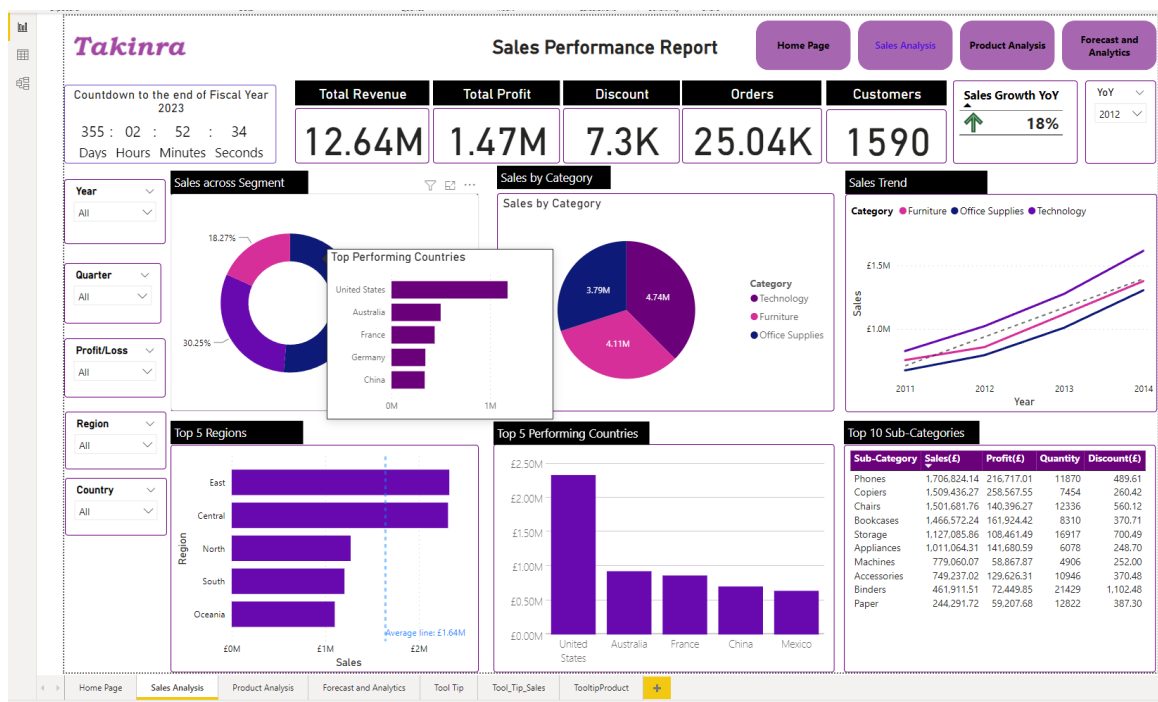 Takinra
Sales Performance Report
Home Page
Sales Analysis
Product Analysis
Forecast and
Analytics
Countdown to the end of Fiscal Year
2023
355 : 02 : 52 : 34
Days Hours Minutes Seconds
Total Revenue
12.64M
Total Profit
1.47M
Discount
7.3K
Orders
25.04K
Customers
1590
Sales Growth YoY
18%
YoY
2012
Year
All
Quarter
All
Profit/Loss
All
Region
All
Country
All
Sales across Segment
18.27%
30.25%
Top Performing Countries
United States
Australia
France
Germany
China
0M 1M
Sales by Category
Sales by Category
3.79M
4.74M
4.11M
Category
Technology
Furniture
Office Supplies
Sales Trend
Category Furniture Office Supplies Technology
£1.5M
£1.0M
Sales
2011 2012 2013 2014
Year
Top 5 Regions
Region
East
Central
North
South
Oceania
Average line: £1.64M
£0M £1M £2M
Sales
Top 5 Performing Countries
£2.50M
£2.00M
£1.50M
£1.00M
£0.50M
£0.00M
United
States
Australia
France
China
Mexico
Top 10 Sub-Categories
Sub-Category Sales(£) Profit(£) Quantity Discount(£)
Phones 1,706,824.14 216,717.01 11870 489.61
Copiers 1,509,436.27 258,567.55 7454 260.42
Chairs 1,501,681.76 140,396.27 12336 560.12
Bookcases 1,466,572.24 161,924.42 8310 370.71
Storage 1,127,085.86 108,461.49 16917 700.49
Appliances 1,011,064.31 141,680.59 6078 248.70
Machines 779,060.07 58,867.87 4906 252.00
Accessories 749,237.02 129,626.31 10946 370.48
Binders 461,911.51 72,449.85 21429 1,102.48
Paper 244,291.72 59,207.68 12822 387.30
Home Page
Sales Analysis
Product Analysis
Forecast and Analytics
Tool Tip
Tool_Tip_Sales
TooltipProduct